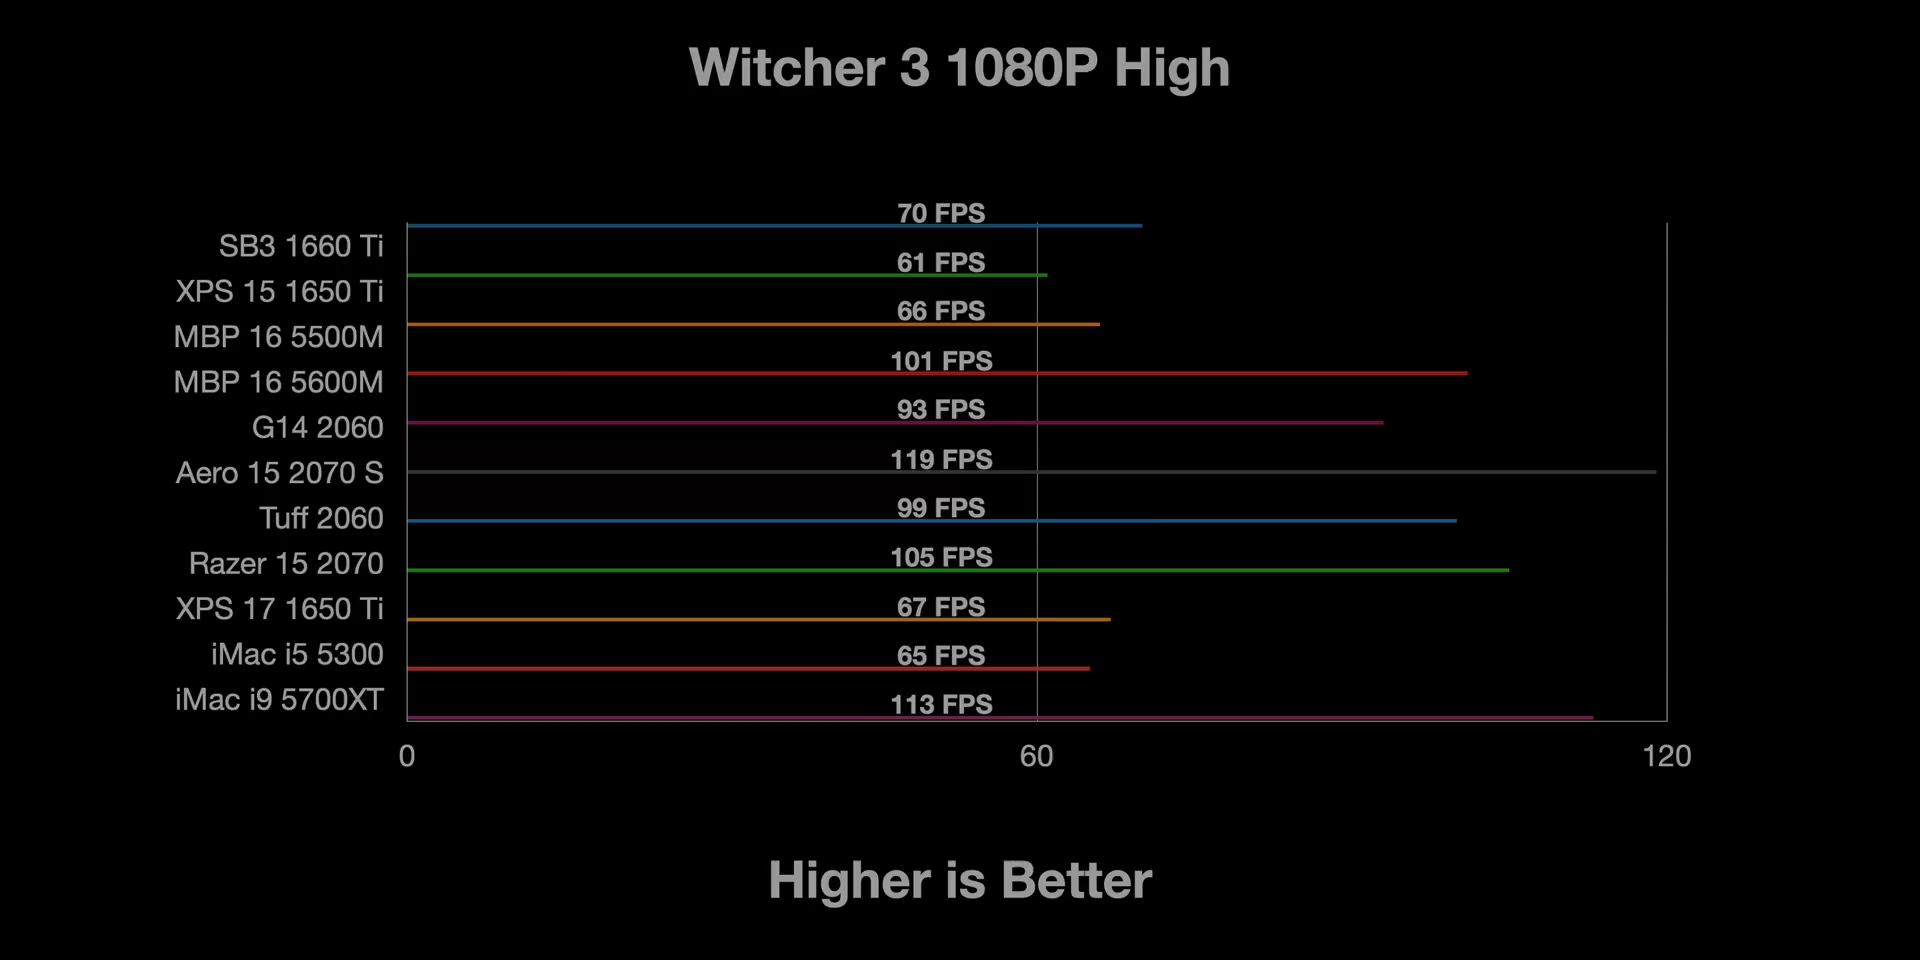 Witcher 3 1080P High
70 FPS
SB3 1660 Ti
61 FPS
XPS 15 1650 Ti
66 FPS
MBP 16 5500M
101 FPS
MBP 16 5600M
93 FPS
G14 2060
119 FPS
Aero 15 2070 S
99 FPS
Tuff 2060
105 FPS
Razer 15 2070
67 FPS
XPS 17 1650 Ti
65 FPS
iMac i5 5300
113 FPS
iMac i9 5700XT
0 60 120
Higher is Better